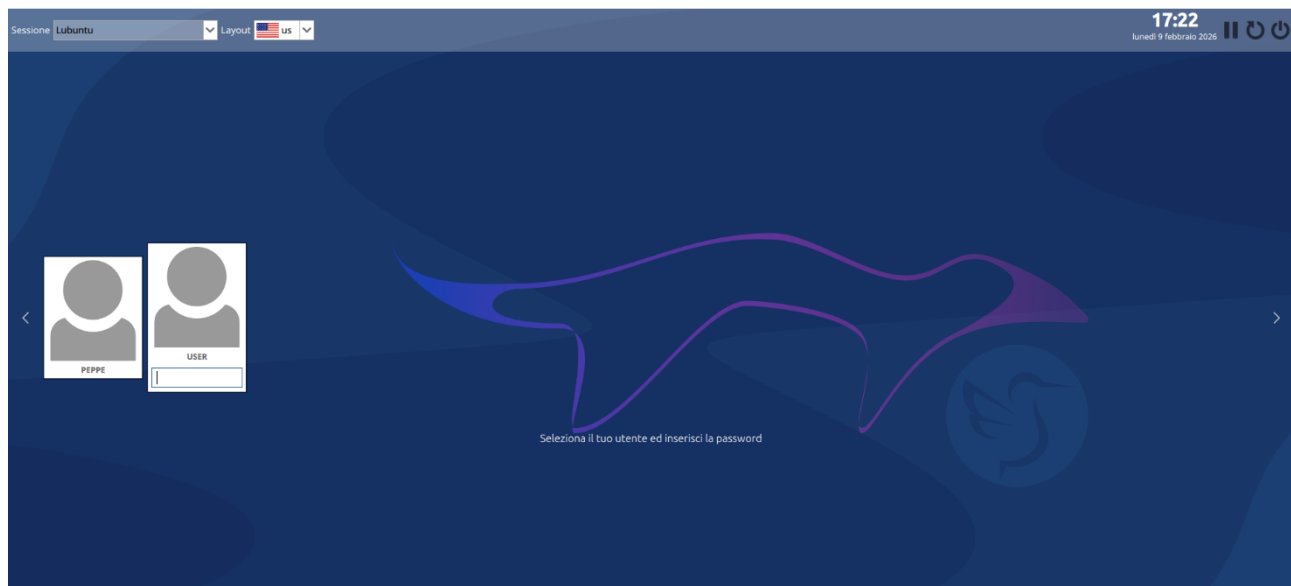 Sessione Lubuntu Layout us
17:22
lunedì 9 febbraio 2026
PEPPE
USER
Seleziona il tuo utente ed inserisci la password